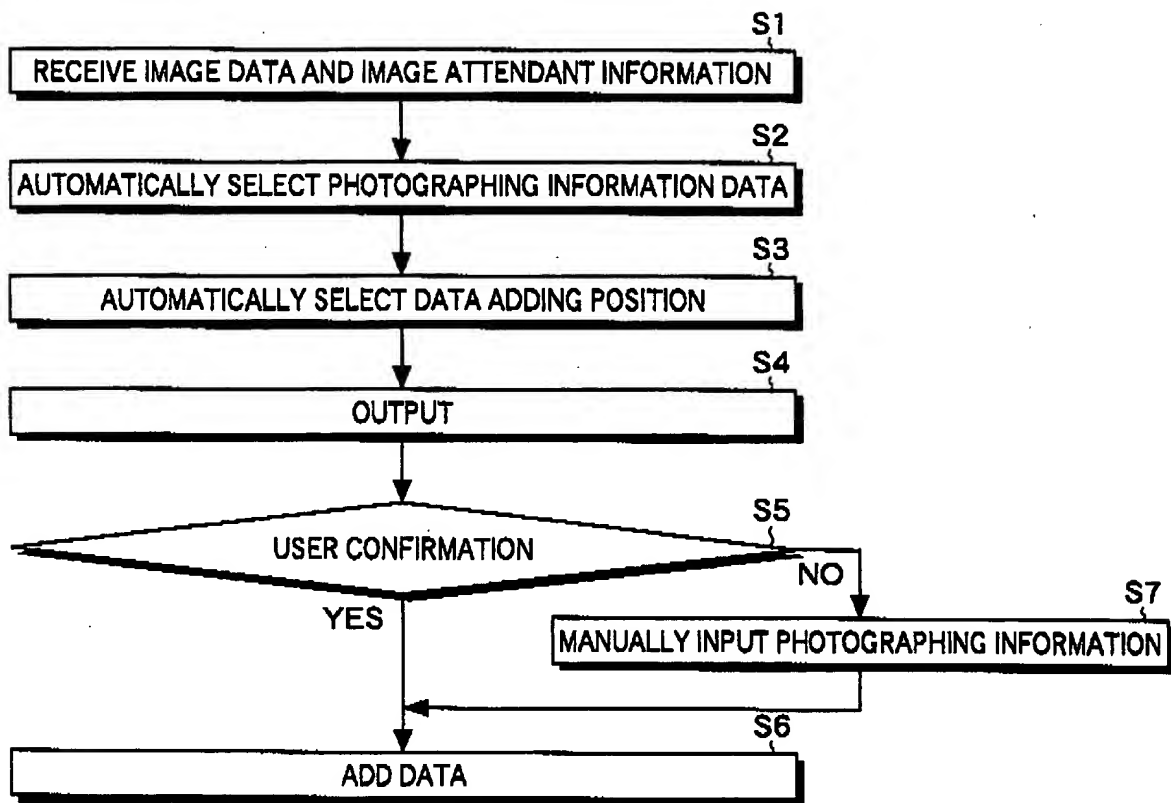 S1
RECEIVE IMAGE DATA AND IMAGE ATTENDANT INFORMATION
S2
AUTOMATICALLY SELECT PHOTOGRAPHING INFORMATION DATA
S3
AUTOMATICALLY SELECT DATA ADDING POSITION
S4
OUTPUT
S5
USER CONFIRMATION
NO
YES
S7
MANUALLY INPUT PHOTOGRAPHING INFORMATION
S6
ADD DATA